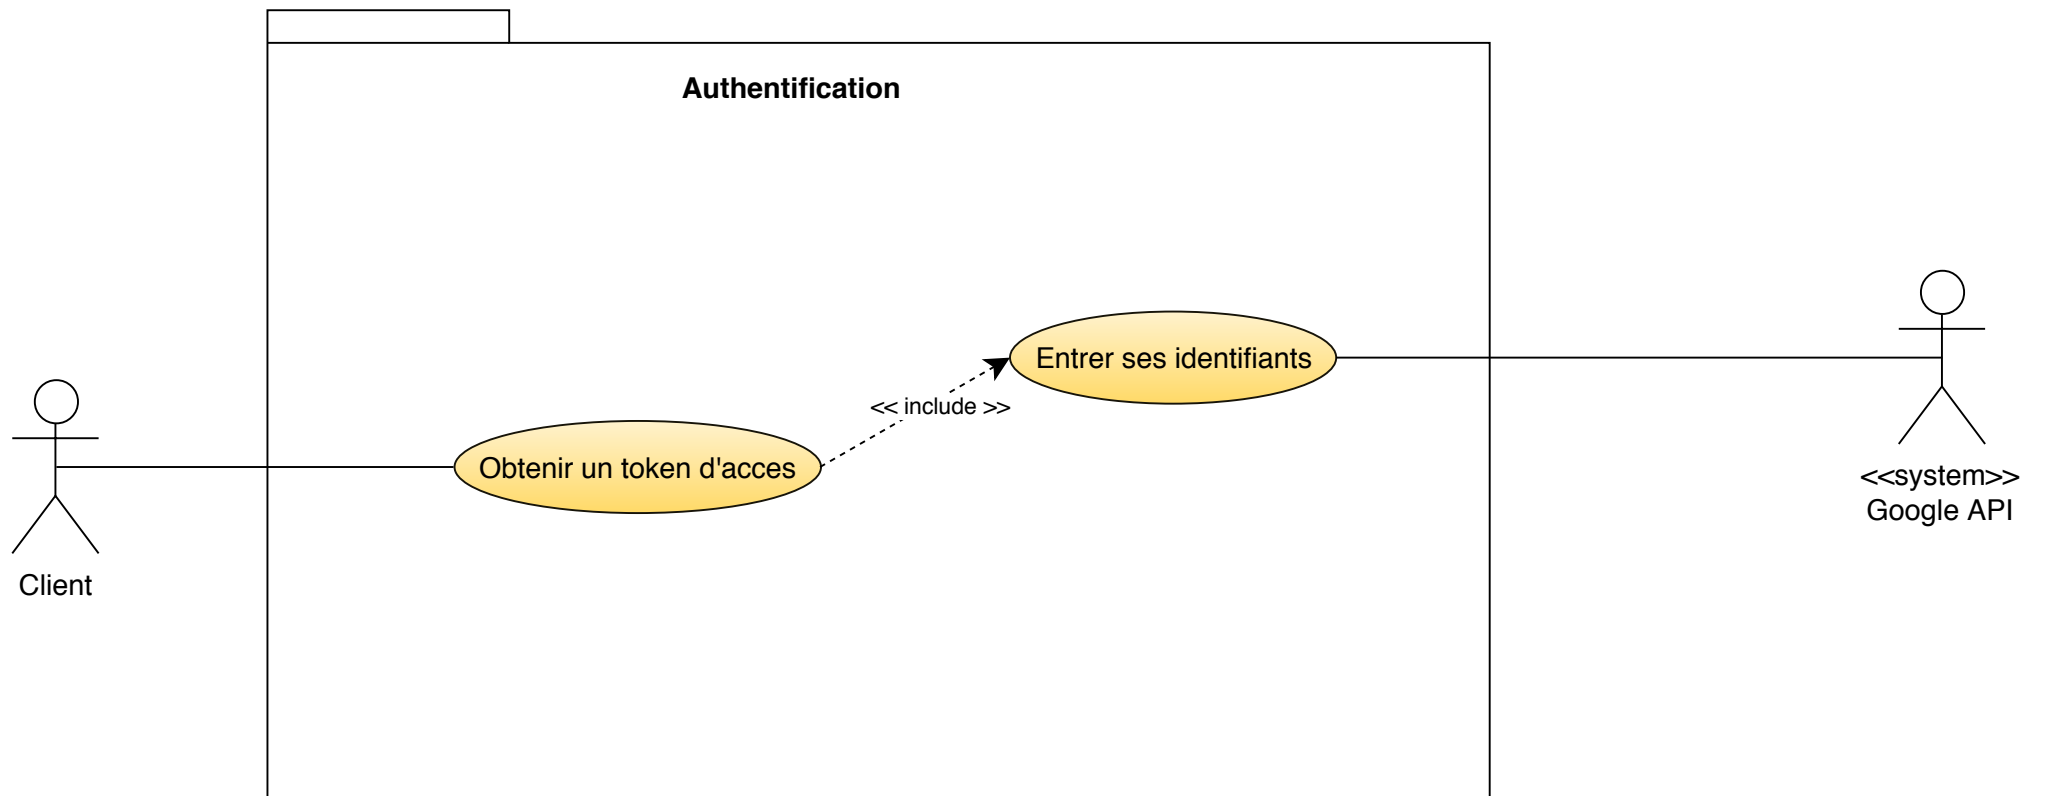 Authentification
Entrer ses identifiants
<< include >>
Obtenir un token d'acces
<<system>>
Google API
Client